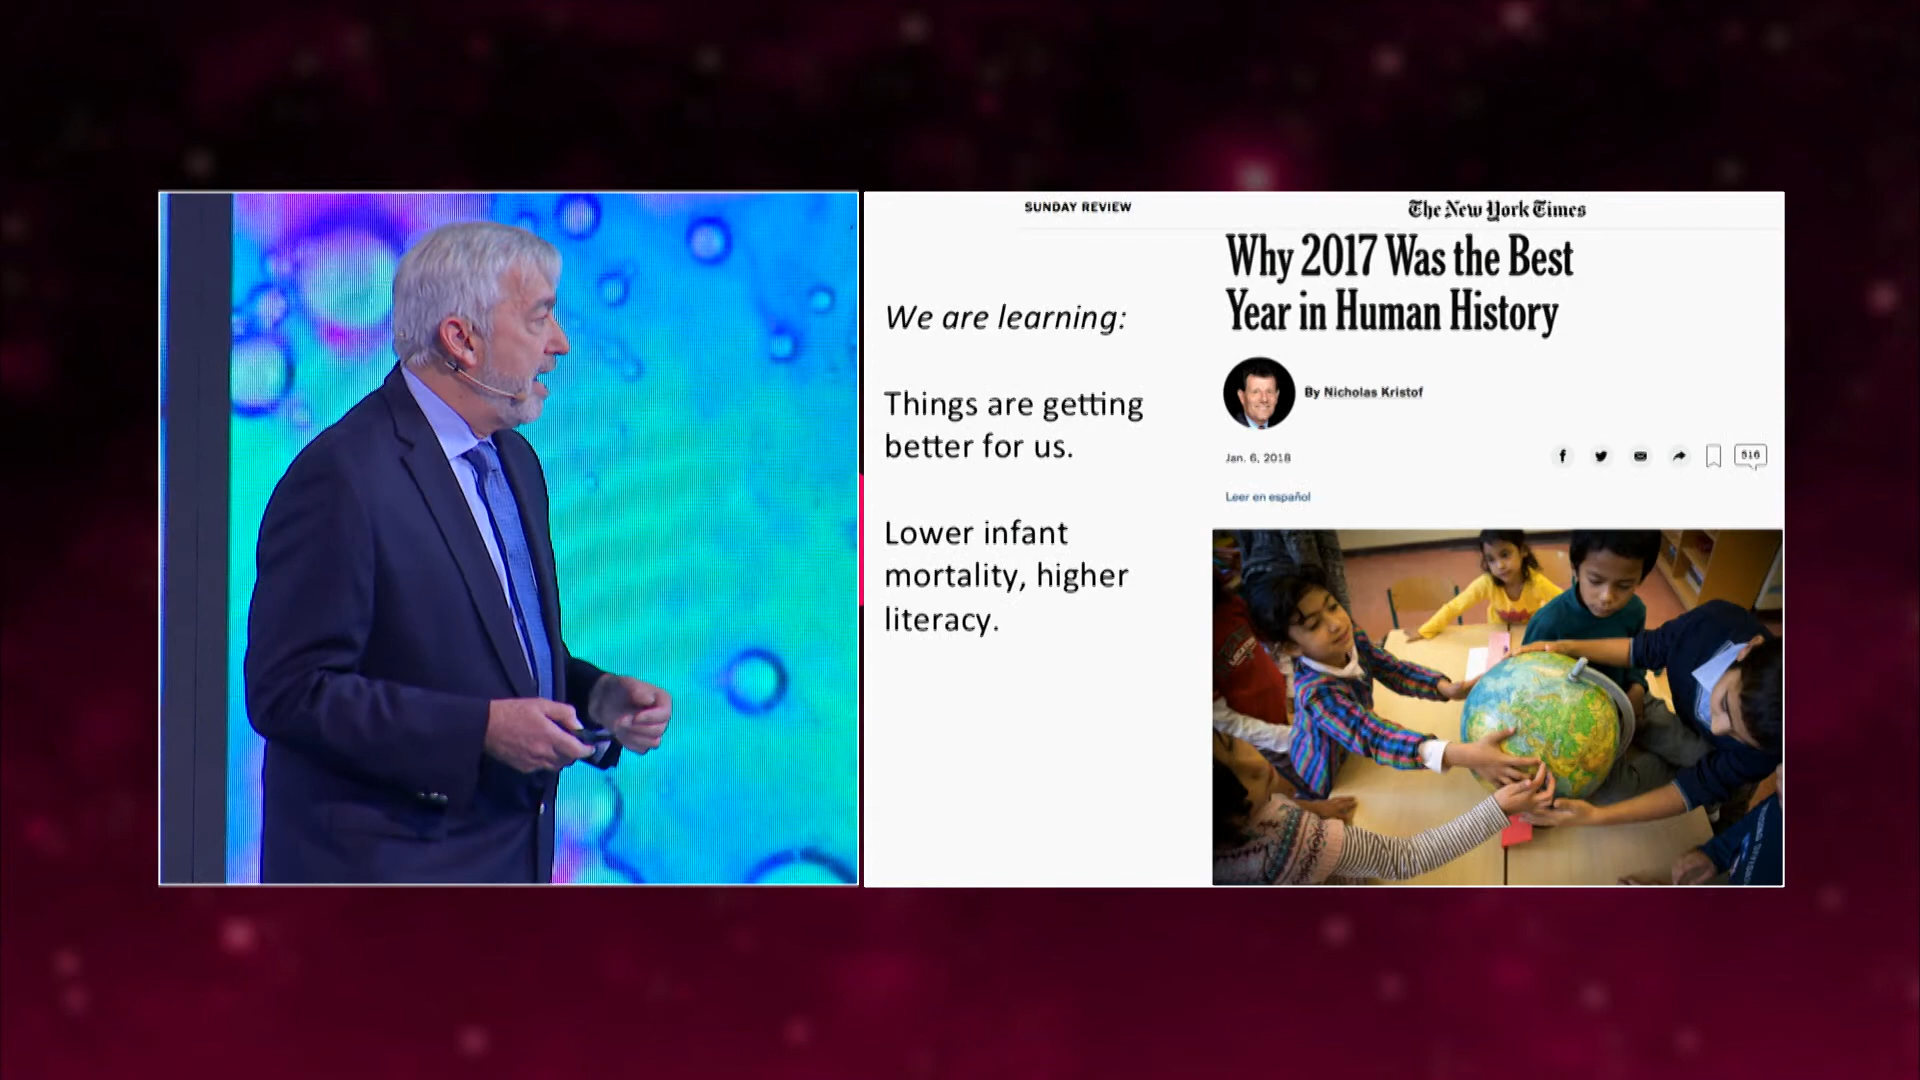 SUNDAY REVIEW
The New York Times
Why 2017 Was the Best
Year in Human History
We are learning:
By Nicholas Kristof
Things are getting
better for us.
Jan. 6, 2018
516
Leer en español
Lower infant
mortality, higher
literacy.